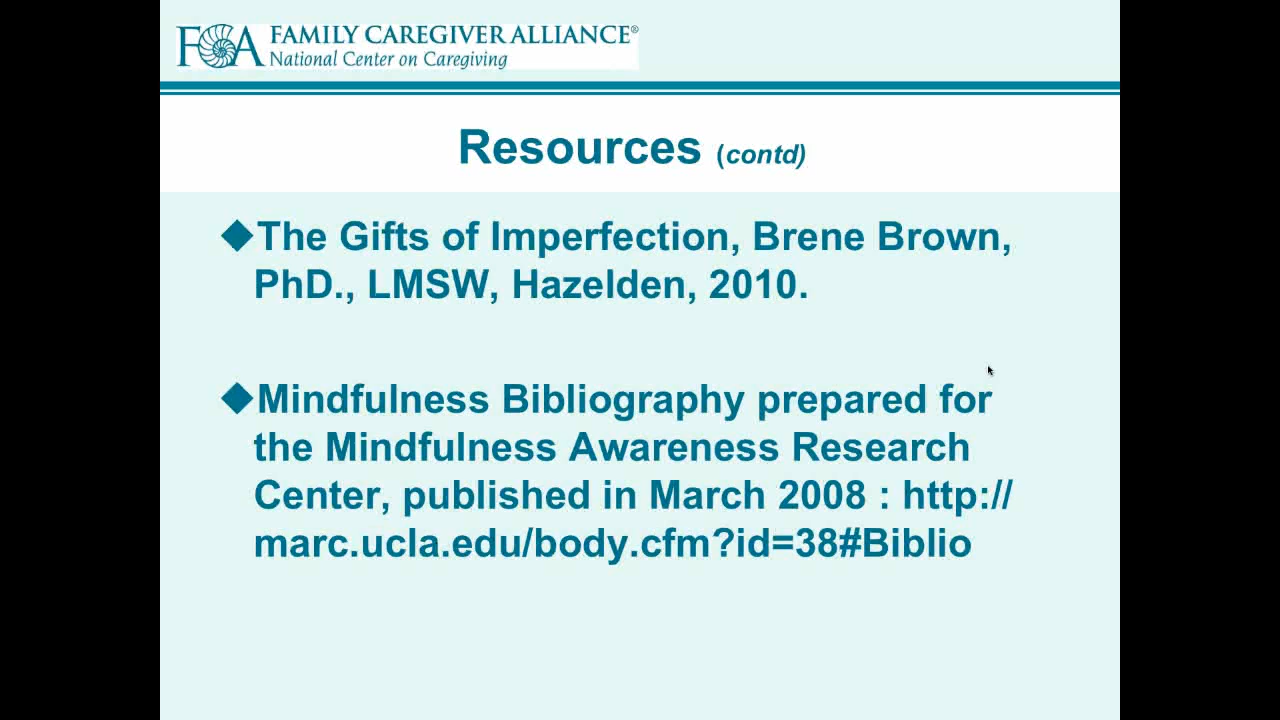 FCA FAMILY CAREGIVER ALLIANCE®
National Center on Caregiving
Resources (contd)
The Gifts of Imperfection, Brene Brown,
PhD., LMSW, Hazelden, 2010.
Mindfulness Bibliography prepared for
the Mindfulness Awareness Research
Center, published in March 2008 : http://
marc.ucla.edu/body.cfm?id=38#Biblio